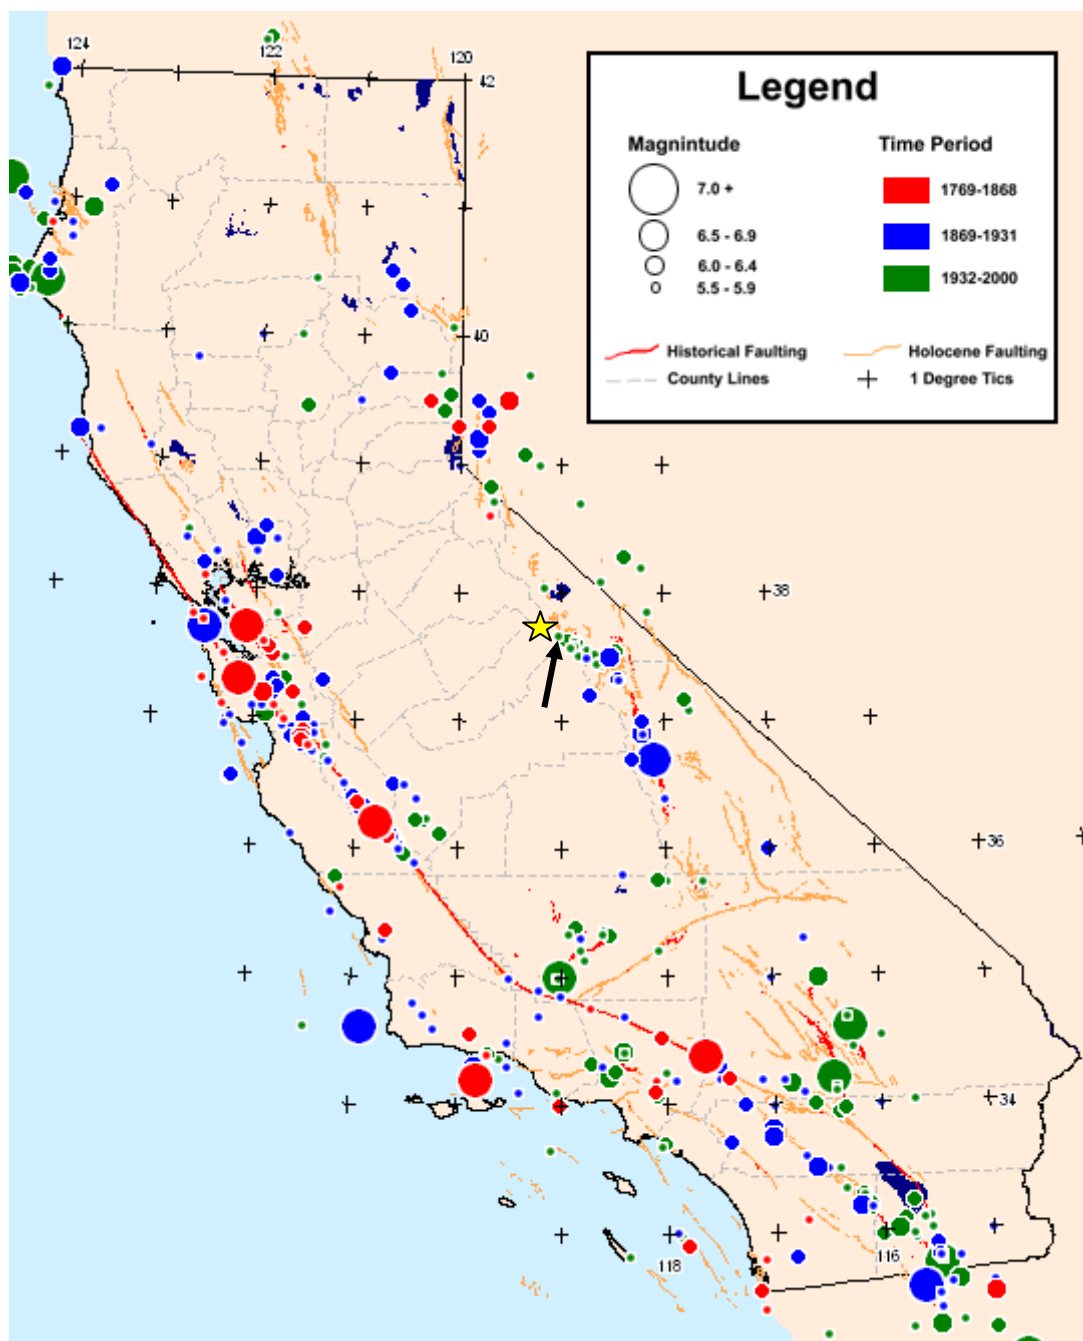 124
122
120
42
Legend
Magnintude
Time Period
7.0 +
1769-1868
6.5 - 6.9
1869-1931
6.0 - 6.4
5.5 - 5.9
1932-2000
40
Historical Faulting
Holocene Faulting
County Lines
1 Degree Tics
38
36
34
116
118